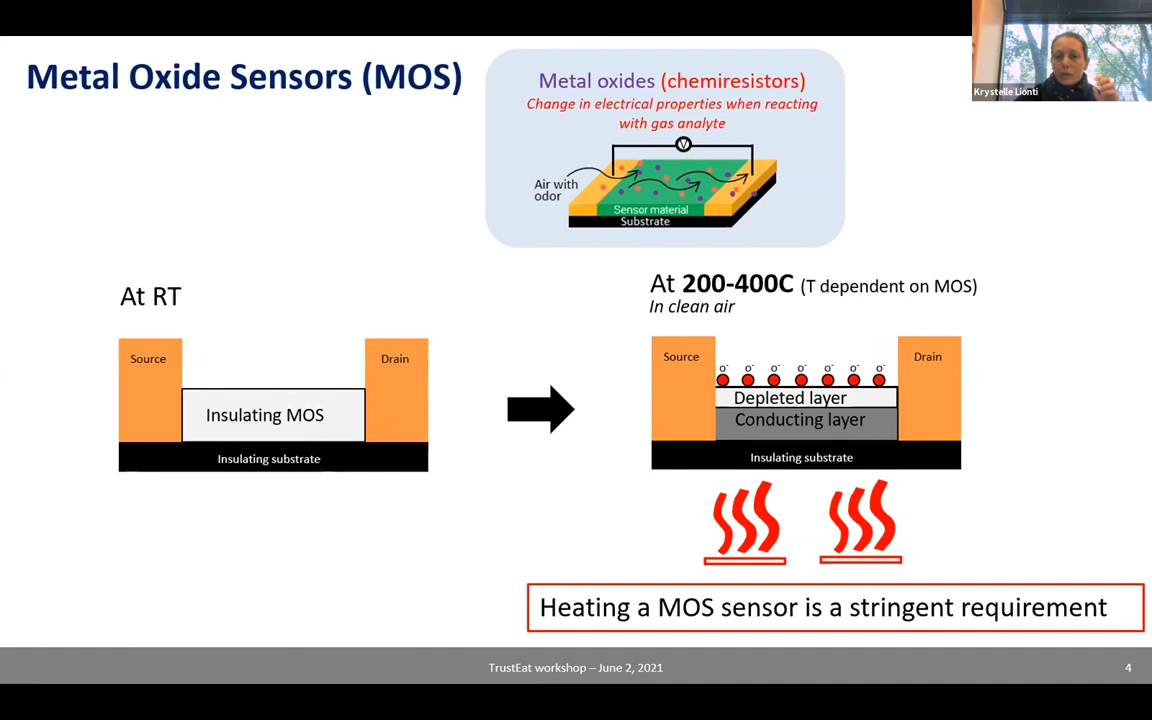 Metal Oxide Sensors (MOS)
Metal oxides (chemiresistors)
Change in electrical properties when reacting
with gas analyte
V
Air with
odor
Sensor material
Substrate
Krystelle Lionti
At RT
Source
Drain
Insulating MOS
Insulating substrate
At 200-400C (T dependent on MOS)
In clean air
Source
Drain
O⁻ O⁻ O⁻ O⁻ O⁻ O⁻ O⁻
Depleted layer
Conducting layer
Insulating substrate
Heating a MOS sensor is a stringent requirement
TrustEat workshop – June 2, 2021
4